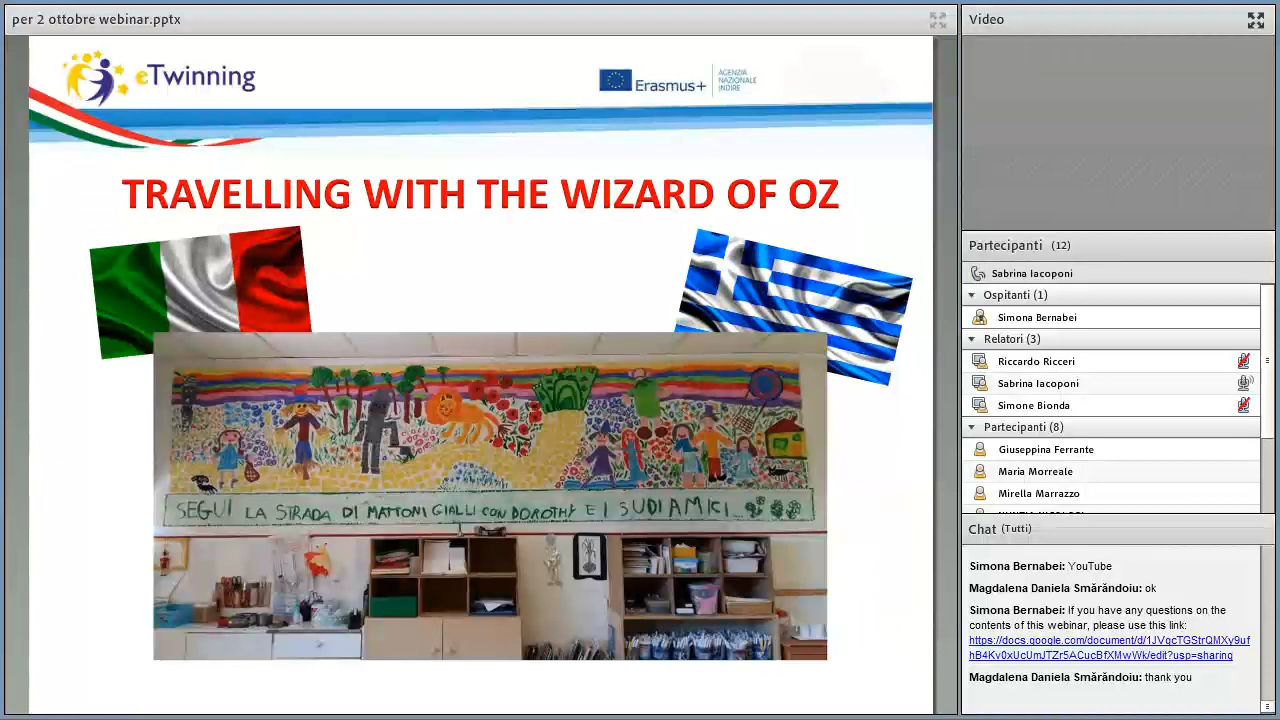 per 2 ottobre webinar.pptx
eTwinning
Erasmus+
AGENZIA
NAZIONALE
INDIRE
TRAVELLING WITH THE WIZARD OF OZ
SEGUI LA STRADA DI MATTONI GIALLI CON DOROTHY E I SUOI AMICI...
Video
Partecipanti (12)
Sabrina Iacoponi
Ospitanti (1)
Simona Bernabei
Relatori (3)
Riccardo Ricceri
Sabrina Iacoponi
Simone Bionda
Partecipanti (8)
Giuseppina Ferrante
Maria Morreale
Mirella Marrazzo
Chat (Tutti)
Simona Bernabei: YouTube
Magdalena Daniela Smărăndoiu: ok
Simona Bernabei: If you have any questions on the
contents of this webinar, please use this link:
https://docs.google.com/document/d/1JVqcTGStrQMXy9uf
hB4Kv0xUcUmJTZr5ACucBfXMwWk/edit?usp=sharing
Magdalena Daniela Smărăndoiu: thank you